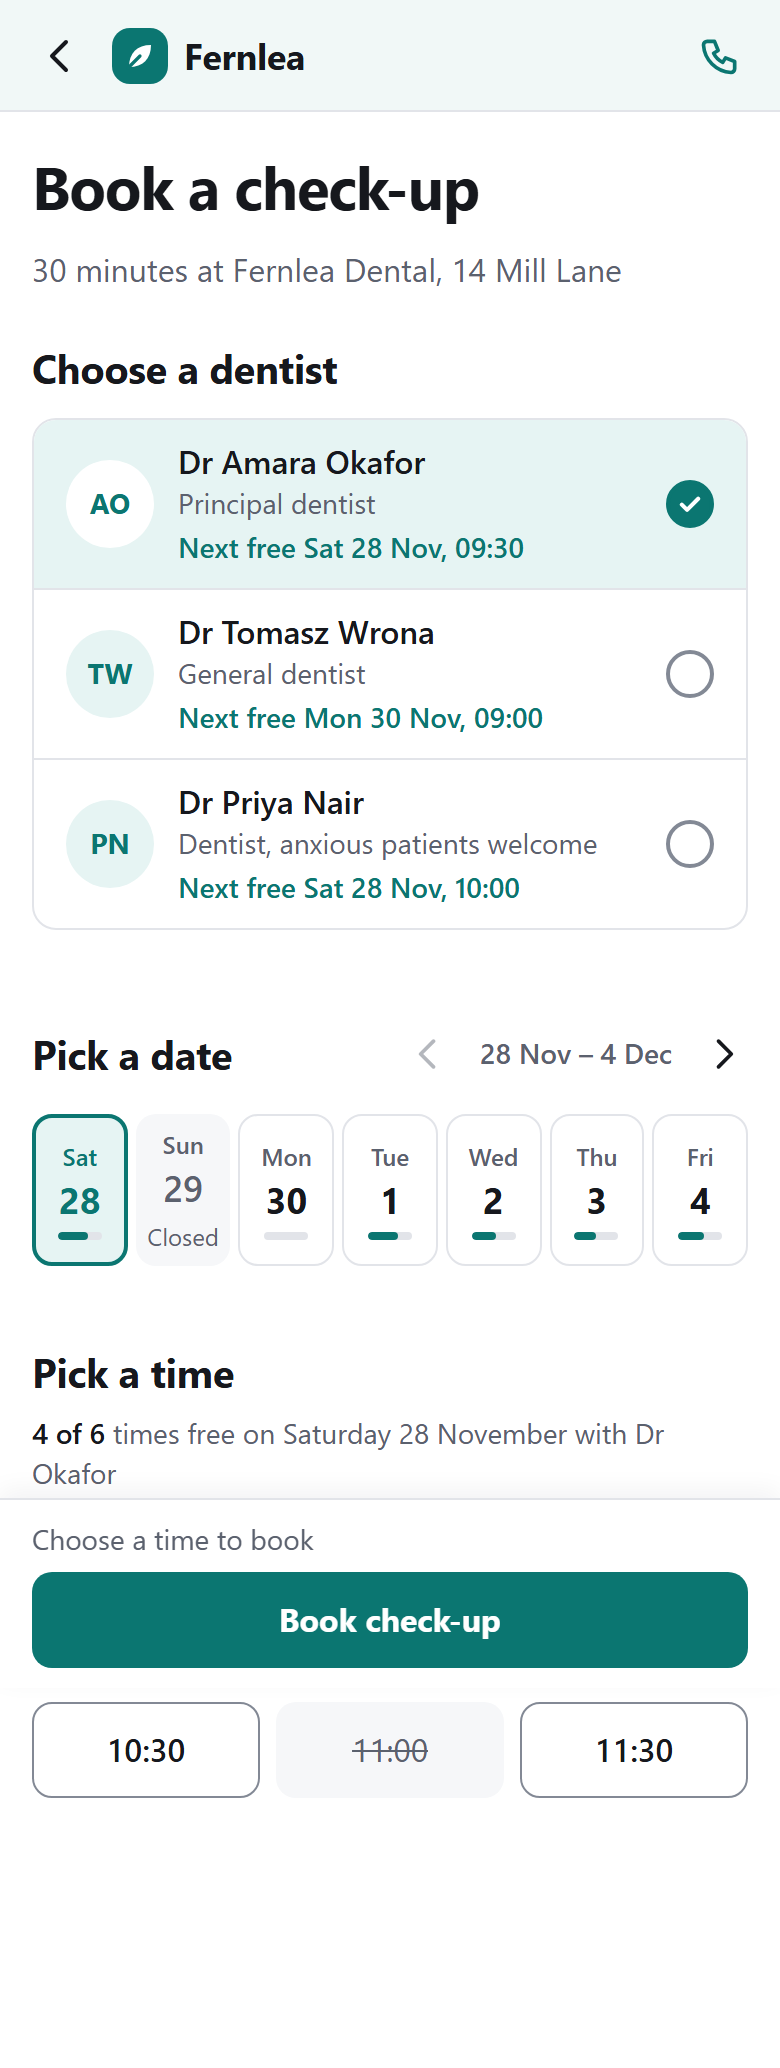 Fernlea
Book a check-up
30 minutes at Fernlea Dental, 14 Mill Lane
Choose a dentist
AO
Dr Amara Okafor
Principal dentist
Next free Sat 28 Nov, 09:30
TW
Dr Tomasz Wrona
General dentist
Next free Mon 30 Nov, 09:00
PN
Dr Priya Nair
Dentist, anxious patients welcome
Next free Sat 28 Nov, 10:00
Pick a date
28 Nov – 4 Dec
Sat
28
Sun
29
Closed
Mon
30
Tue
1
Wed
2
Thu
3
Fri
4
Pick a time
4 of 6 times free on Saturday 28 November with Dr
Okafor
Choose a time to book
Book check-up
10:30
11:00
11:30